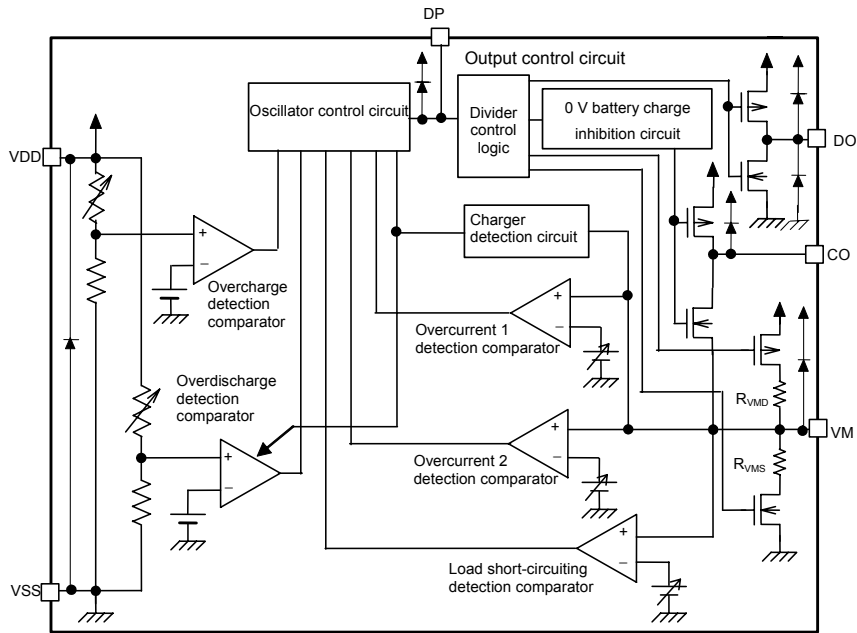 DP
Output control circuit
Oscillator control circuit
Divider
control
logic
0 V battery charge
inhibition circuit
DO
VDD
Charger
detection circuit
+
−
Overcharge
detection
comparator
CO
+
−
Overcurrent 1
detection comparator
Overdischarge
detection
comparator
RVMD
VM
+
−
Overcurrent 2
detection comparator
+
−
RVMS
+
−
Load short-circuiting
detection comparator
VSS